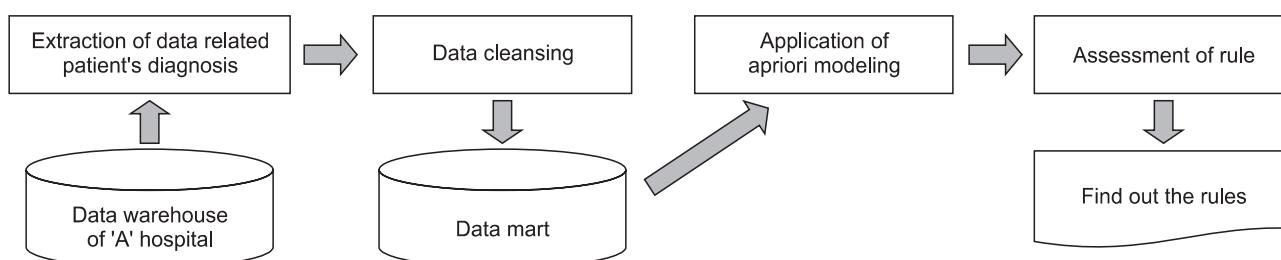 Extraction of data related
patient's diagnosis
Data cleansing
Application of
apriori modeling
Assessment of rule
Data warehouse
of 'A' hospital
Data mart
Find out the rules